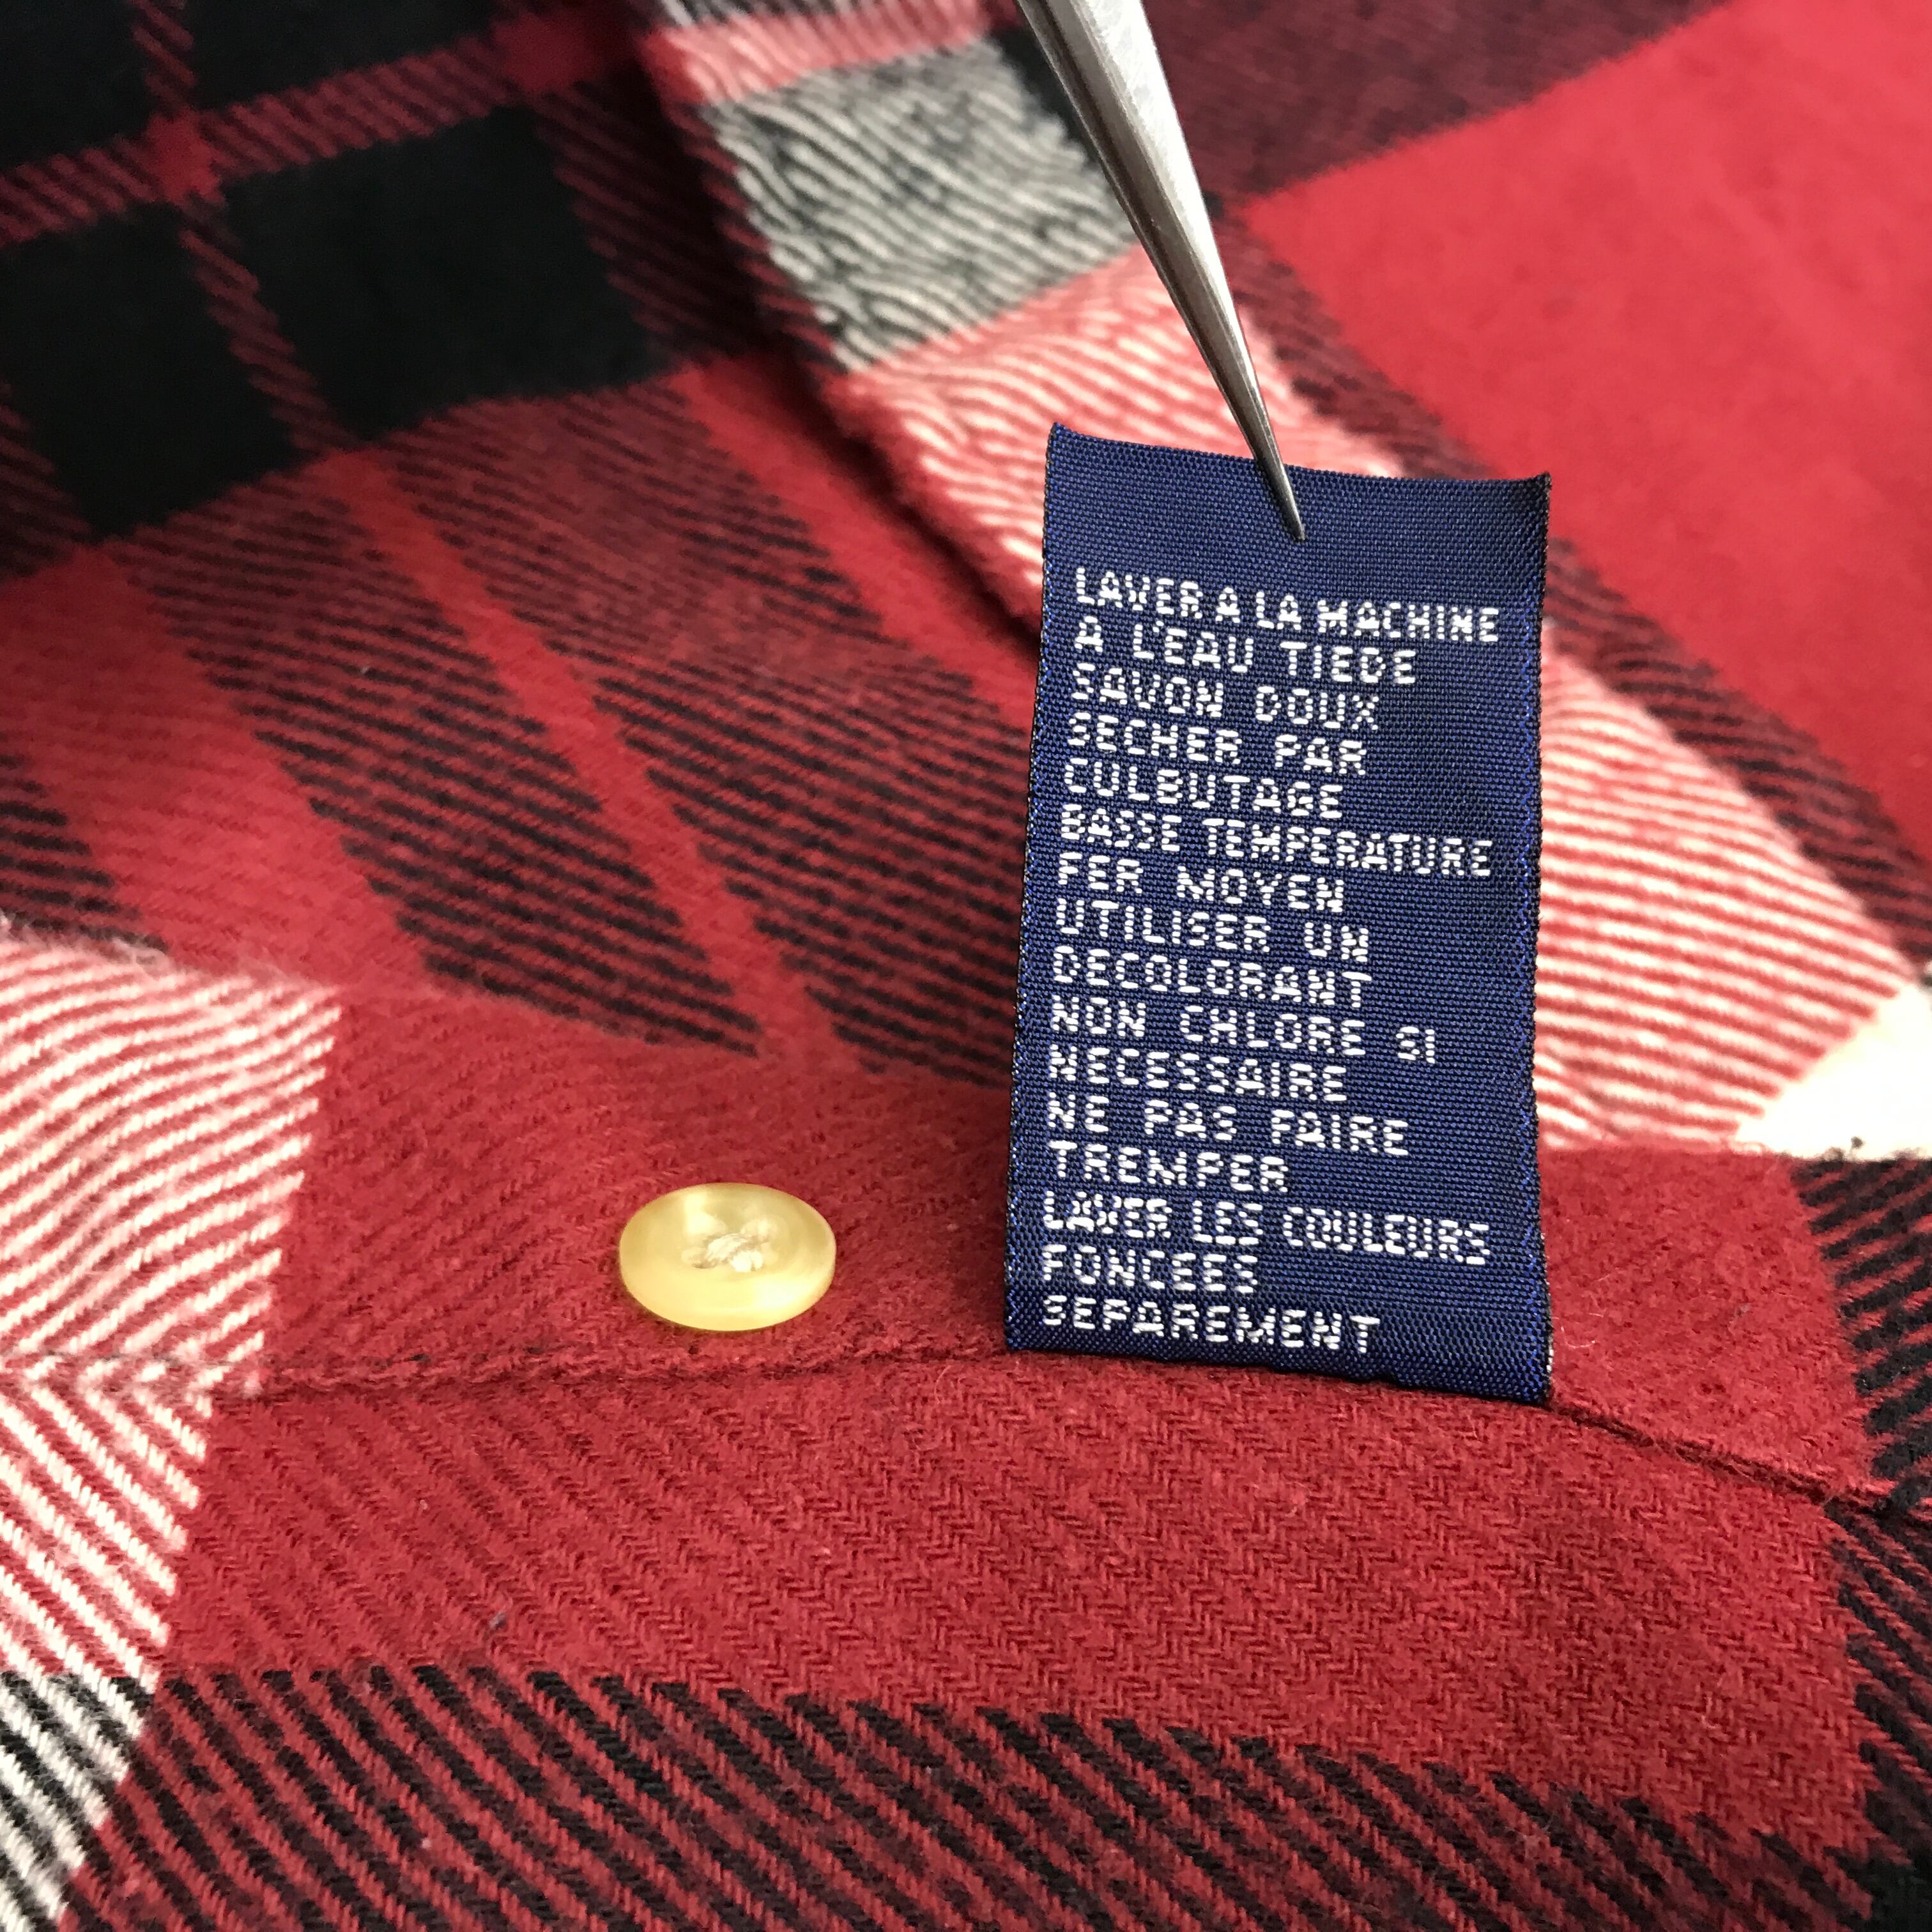 LAVER A LA MACHINE
A L'EAU TIEDE
SAVON DOUX
SECHER PAR
CULBUTAGE
BASSE TEMPERATURE
FER MOYEN
UTILISER UN
DECOLORANT
NON CHLORE SI
NECESSAIRE
NE PAS FAIRE
TREMPER
LAVER LES COULEURS
FONCEES
SEPAREMENT